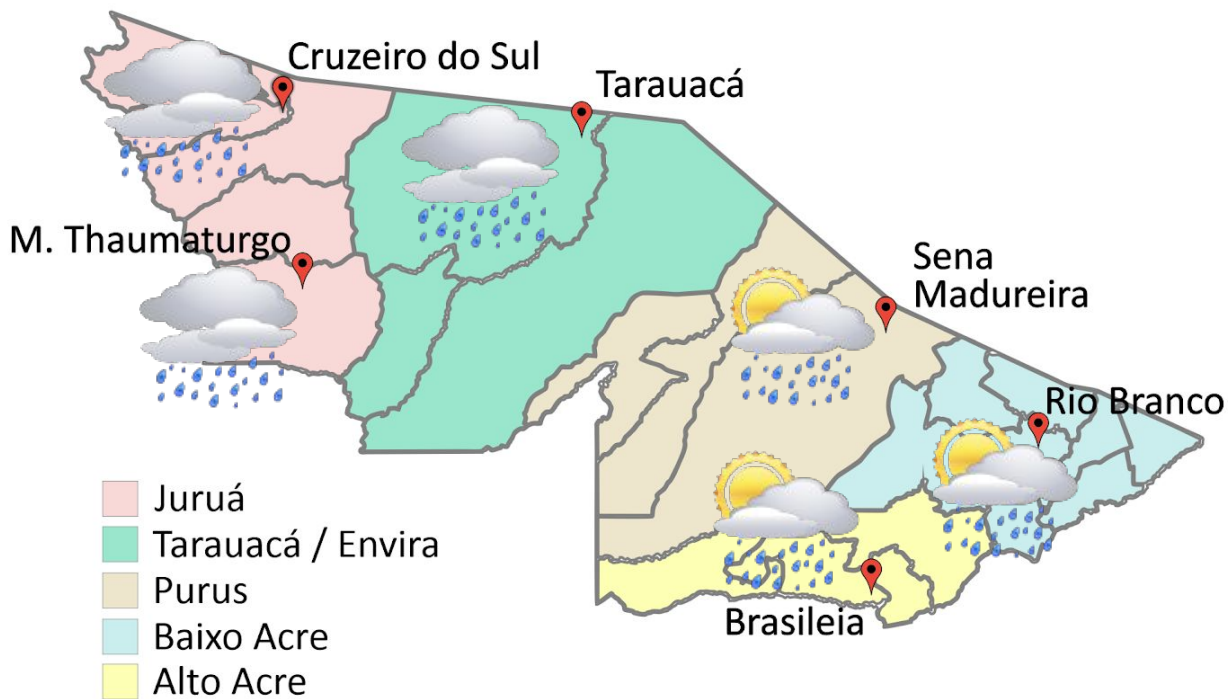 Cruzeiro do Sul
Tarauacá
M. Thaumaturgo
Sena
Madureira
Rio Branco
Brasileia
Juruá
Tarauacá / Envira
Purus
Baixo Acre
Alto Acre